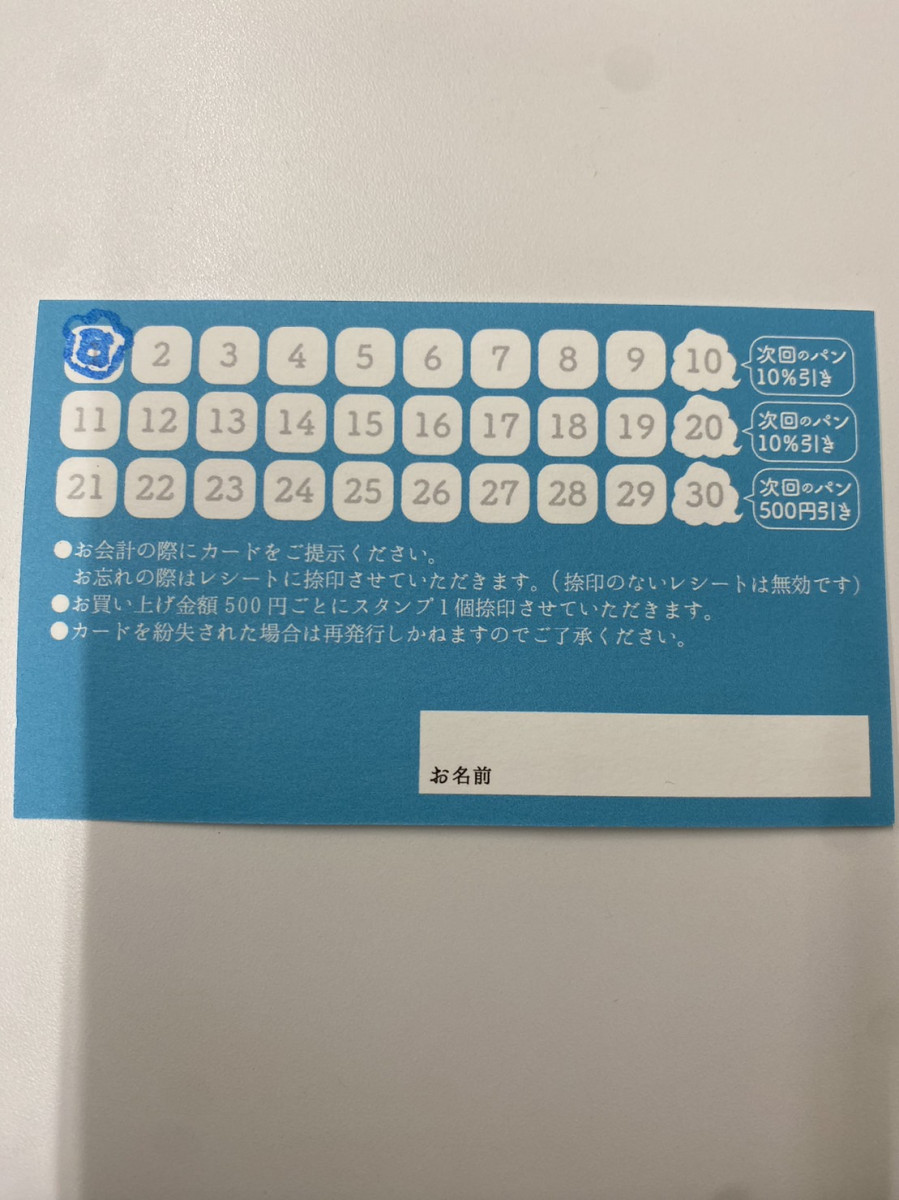 2 3 4 5 6 7 8 9 10 次回のパン
10%引き
11 12 13 14 15 16 17 18 19 20 次回のパン
10%引き
21 22 23 24 25 26 27 28 29 30 次回のパン
500円引き
●お会計の際にカードをご提示ください。
お忘れの際はレシートに捺印させていただきます。(捺印のないレシートは無効です)
●お買い上げ金額500円ごとにスタンプ1個捺印させていただきます。
●カードを紛失された場合は再発行しかねますのでご了承ください。
お名前